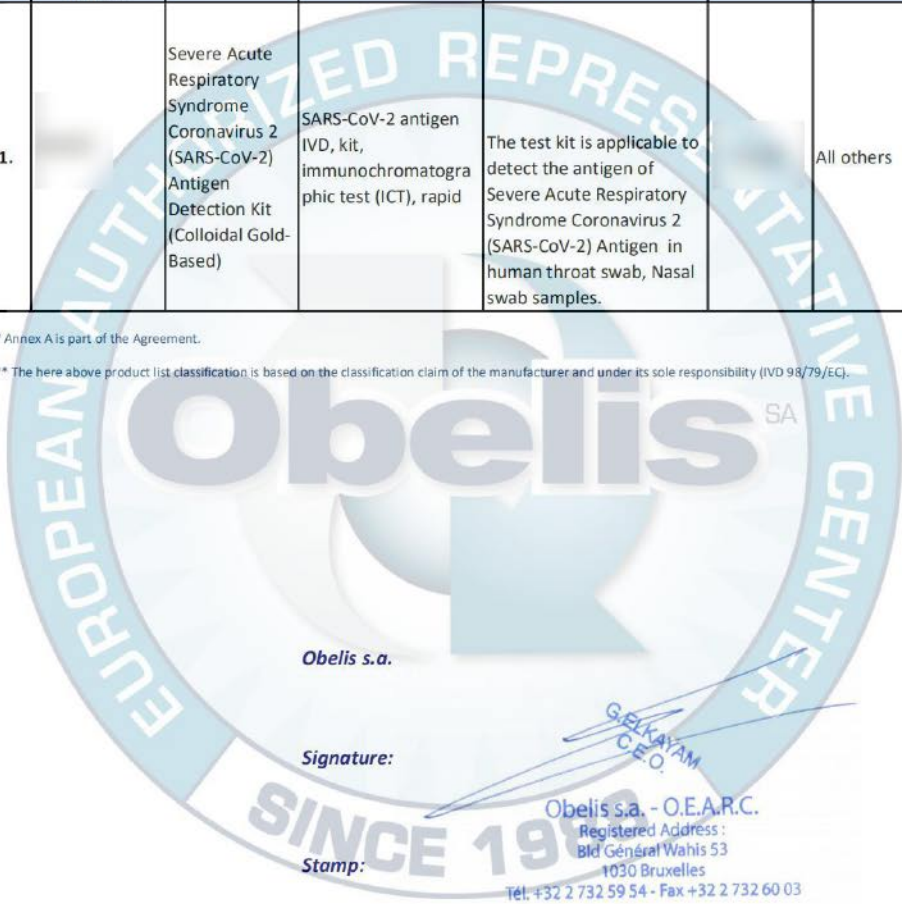 1.
Severe Acute
Respiratory
Syndrome
Coronavirus 2
(SARS-CoV-2)
Antigen
Detection Kit
(Colloidal Gold-
Based)
SARS-CoV-2 antigen
IVD, kit,
immunochromatogra
phic test (ICT), rapid
The test kit is applicable to
detect the antigen of
Severe Acute Respiratory
Syndrome Coronavirus 2
(SARS-CoV-2) Antigen in
human throat swab, Nasal
swab samples.
All others
* Annex A is part of the Agreement.
** The here above product list classification is based on the classification claim of the manufacturer and under its sole responsibility (IVD 98/79/EC).
EUROPEAN AUTHORIZED REPRESENTATIVE CENTER
Obelis SA
SINCE 1988
Obelis s.a.
Signature:
G.ELKAYAM
C.E.O.
Stamp:
Obelis s.a. - O.E.A.R.C.
Registered Address :
Bld Général Wahis 53
1030 Bruxelles
Tél. +32 2 732 59 54 - Fax +32 2 732 60 03